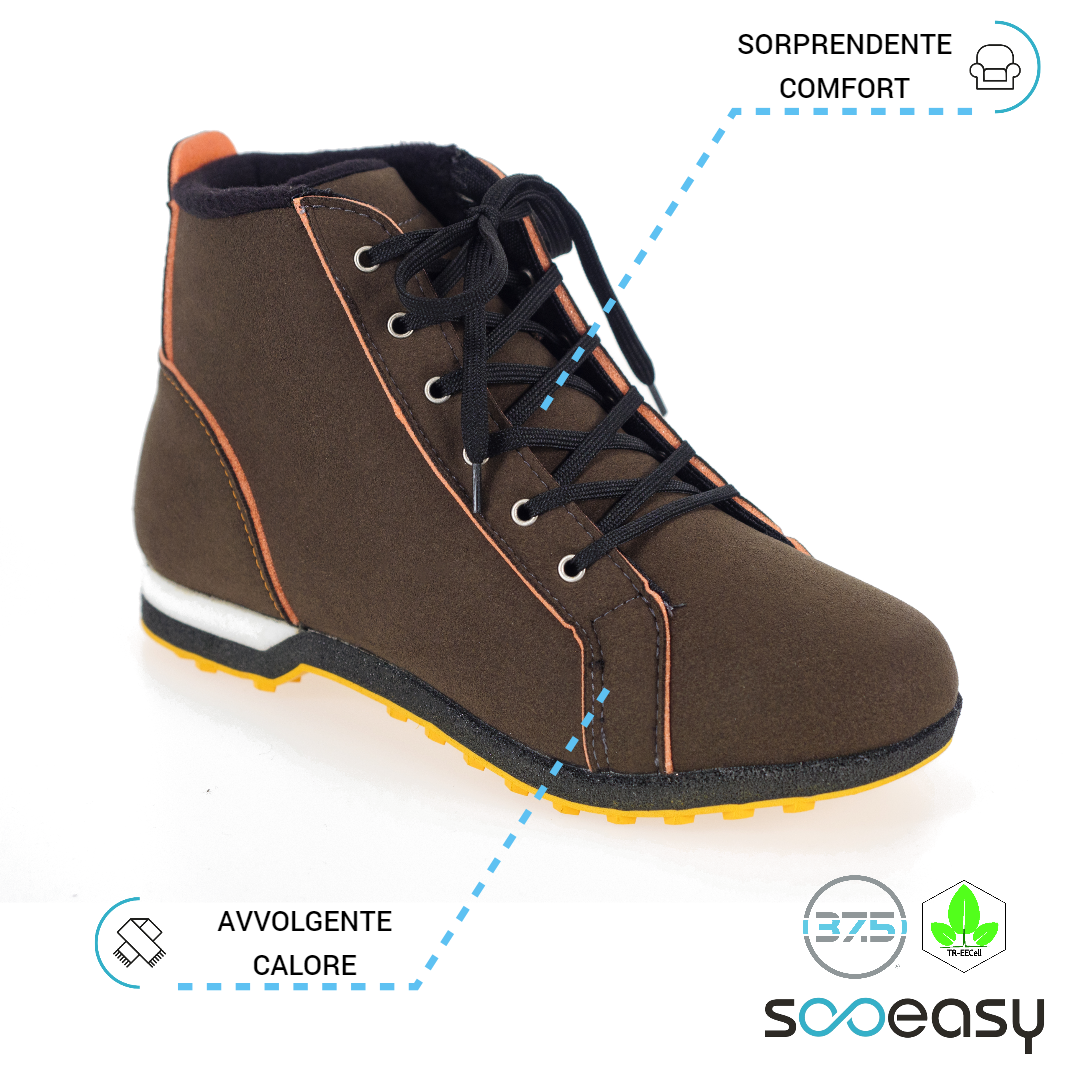 SORPRENDENTE
COMFORT
AVVOLGENTE
CALORE
37.5
TR-EECell
sooeasy